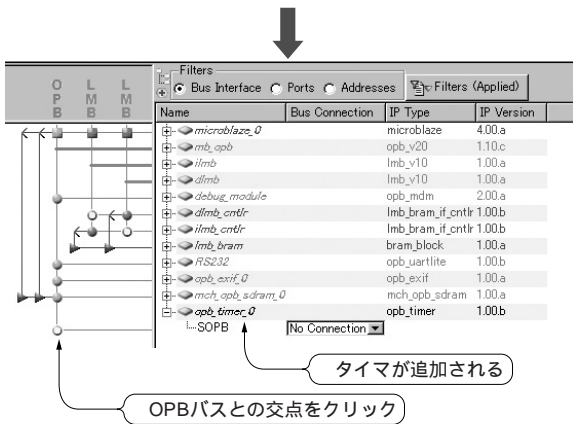 Filters
Bus Interface Ports Addresses Filters (Applied)
OPB LMB LMB
Name Bus Connection IP Type IP Version
microblaze_0 microblaze 4.00.a
mb_opb opb_v20 1.10.c
ilmb lmb_v10 1.00.a
dlmb lmb_v10 1.00.a
debug_module opb_mdm 2.00.a
dlmb_cntlr lmb_bram_if_cntlr 1.00.b
ilmb_cntlr lmb_bram_if_cntlr 1.00.b
lmb_bram bram_block 1.00.a
RS232 opb_uartlite 1.00.b
opb_exif_0 opb_exif 1.00.a
mch_opb_sdram_0 mch_opb_sdram 1.00.a
opb_timer_0 opb_timer 1.00.b
SOPB No Connection
タイマが追加される
OPBバスとの交点をクリック